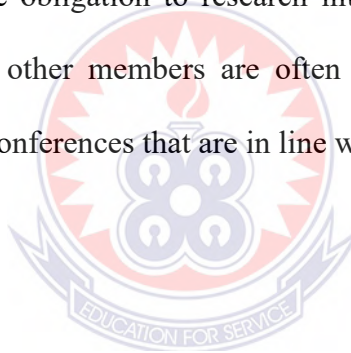 obligation to research
other members are often
onferences that are in line w
EDUCATION FOR SERVICE